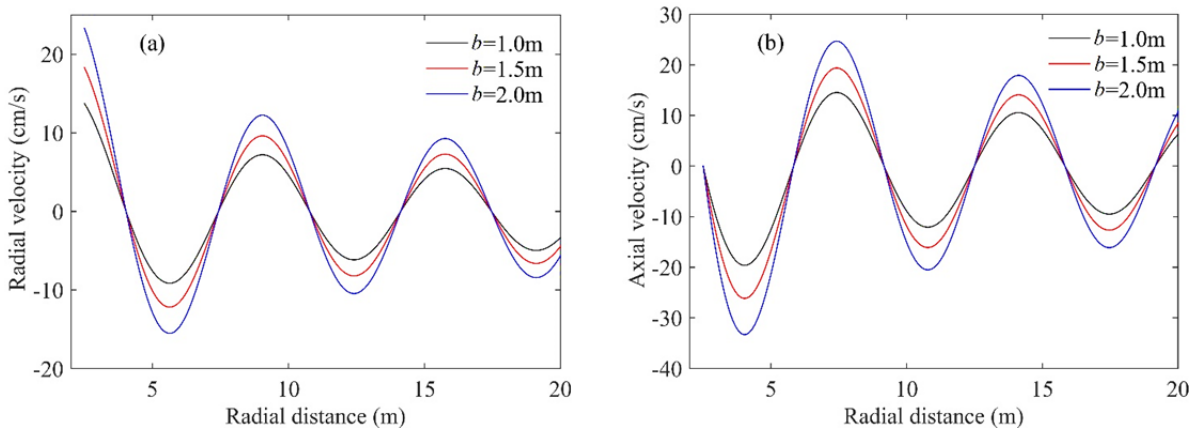 (a)
b=1.0m
b=1.5m
b=2.0m
Radial velocity (cm/s)
20
10
0
-10
-20
5
10
15
20
Radial distance (m)
(b)
b=1.0m
b=1.5m
b=2.0m
Axial velocity (cm/s)
30
20
10
0
-10
-20
-30
-40
5
10
15
20
Radial distance (m)